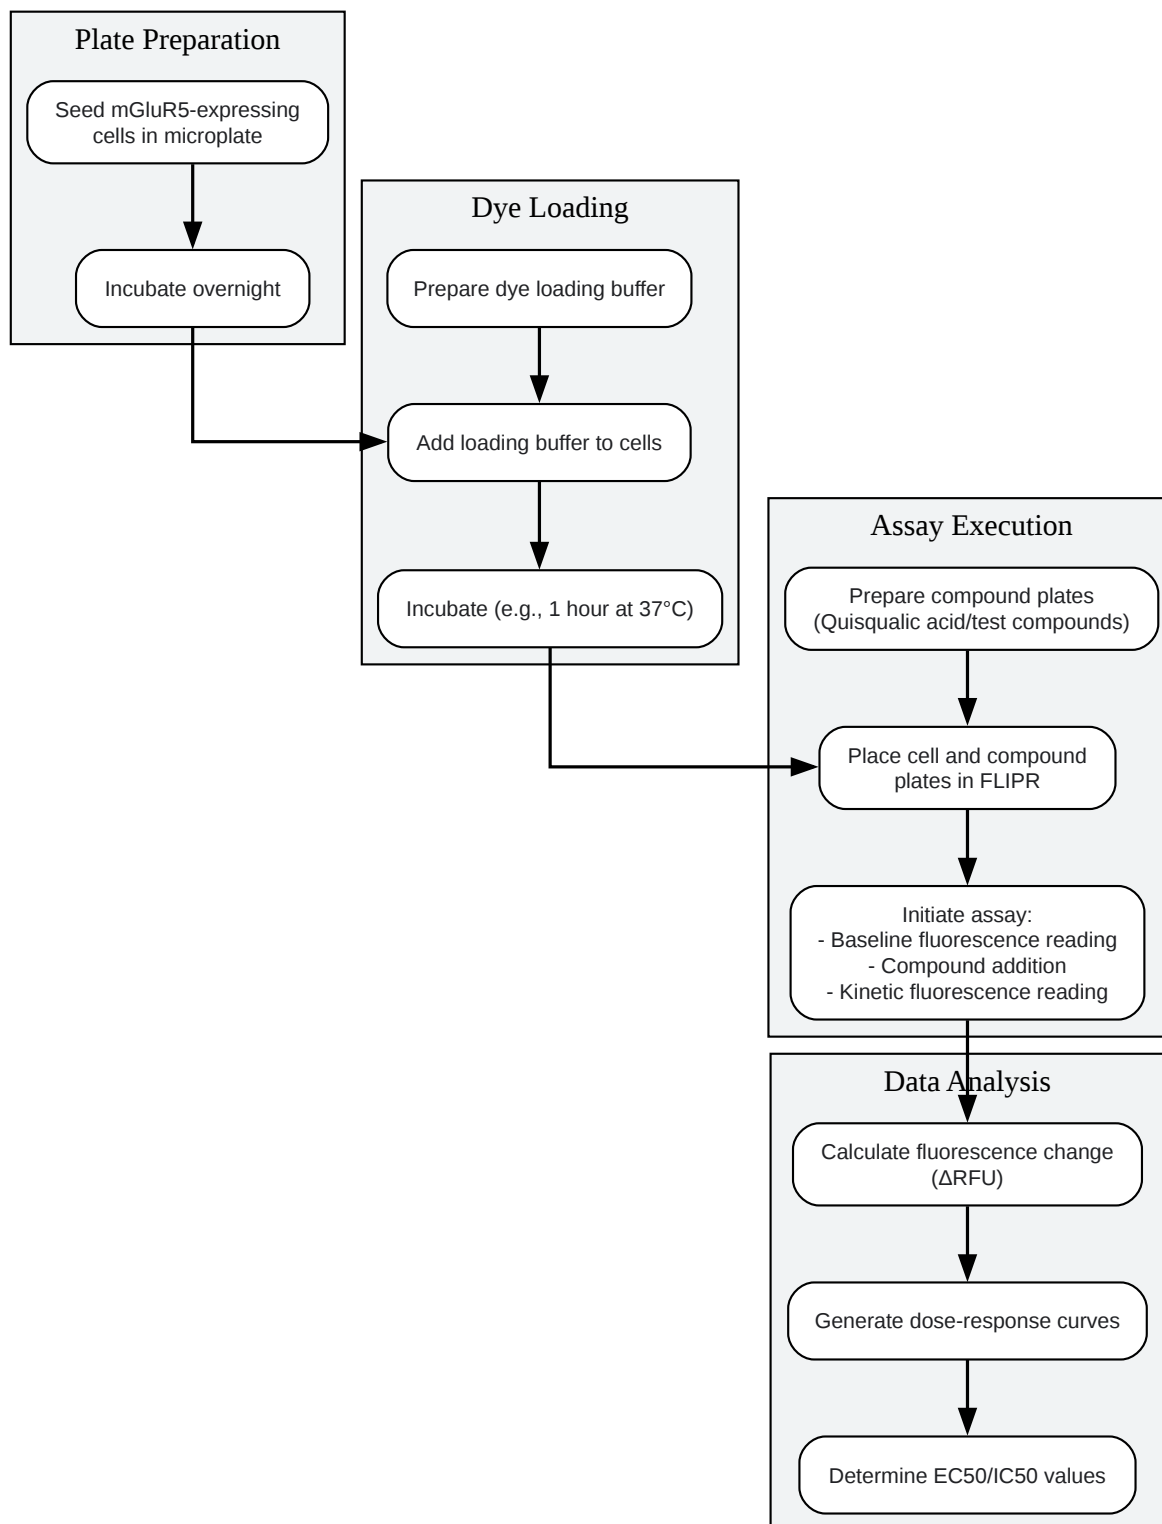 Plate Preparation
Seed mGluR5-expressing
cells in microplate
Incubate overnight
Dye Loading
Prepare dye loading buffer
Add loading buffer to cells
Incubate (e.g., 1 hour at 37°C)
Assay Execution
Prepare compound plates
(Quisqualic acid/test compounds)
Place cell and compound
plates in FLIPR
Initiate assay:
- Baseline fluorescence reading
- Compound addition
- Kinetic fluorescence reading
Data Analysis
Calculate fluorescence change
(ΔRFU)
Generate dose-response curves
Determine EC50/IC50 values